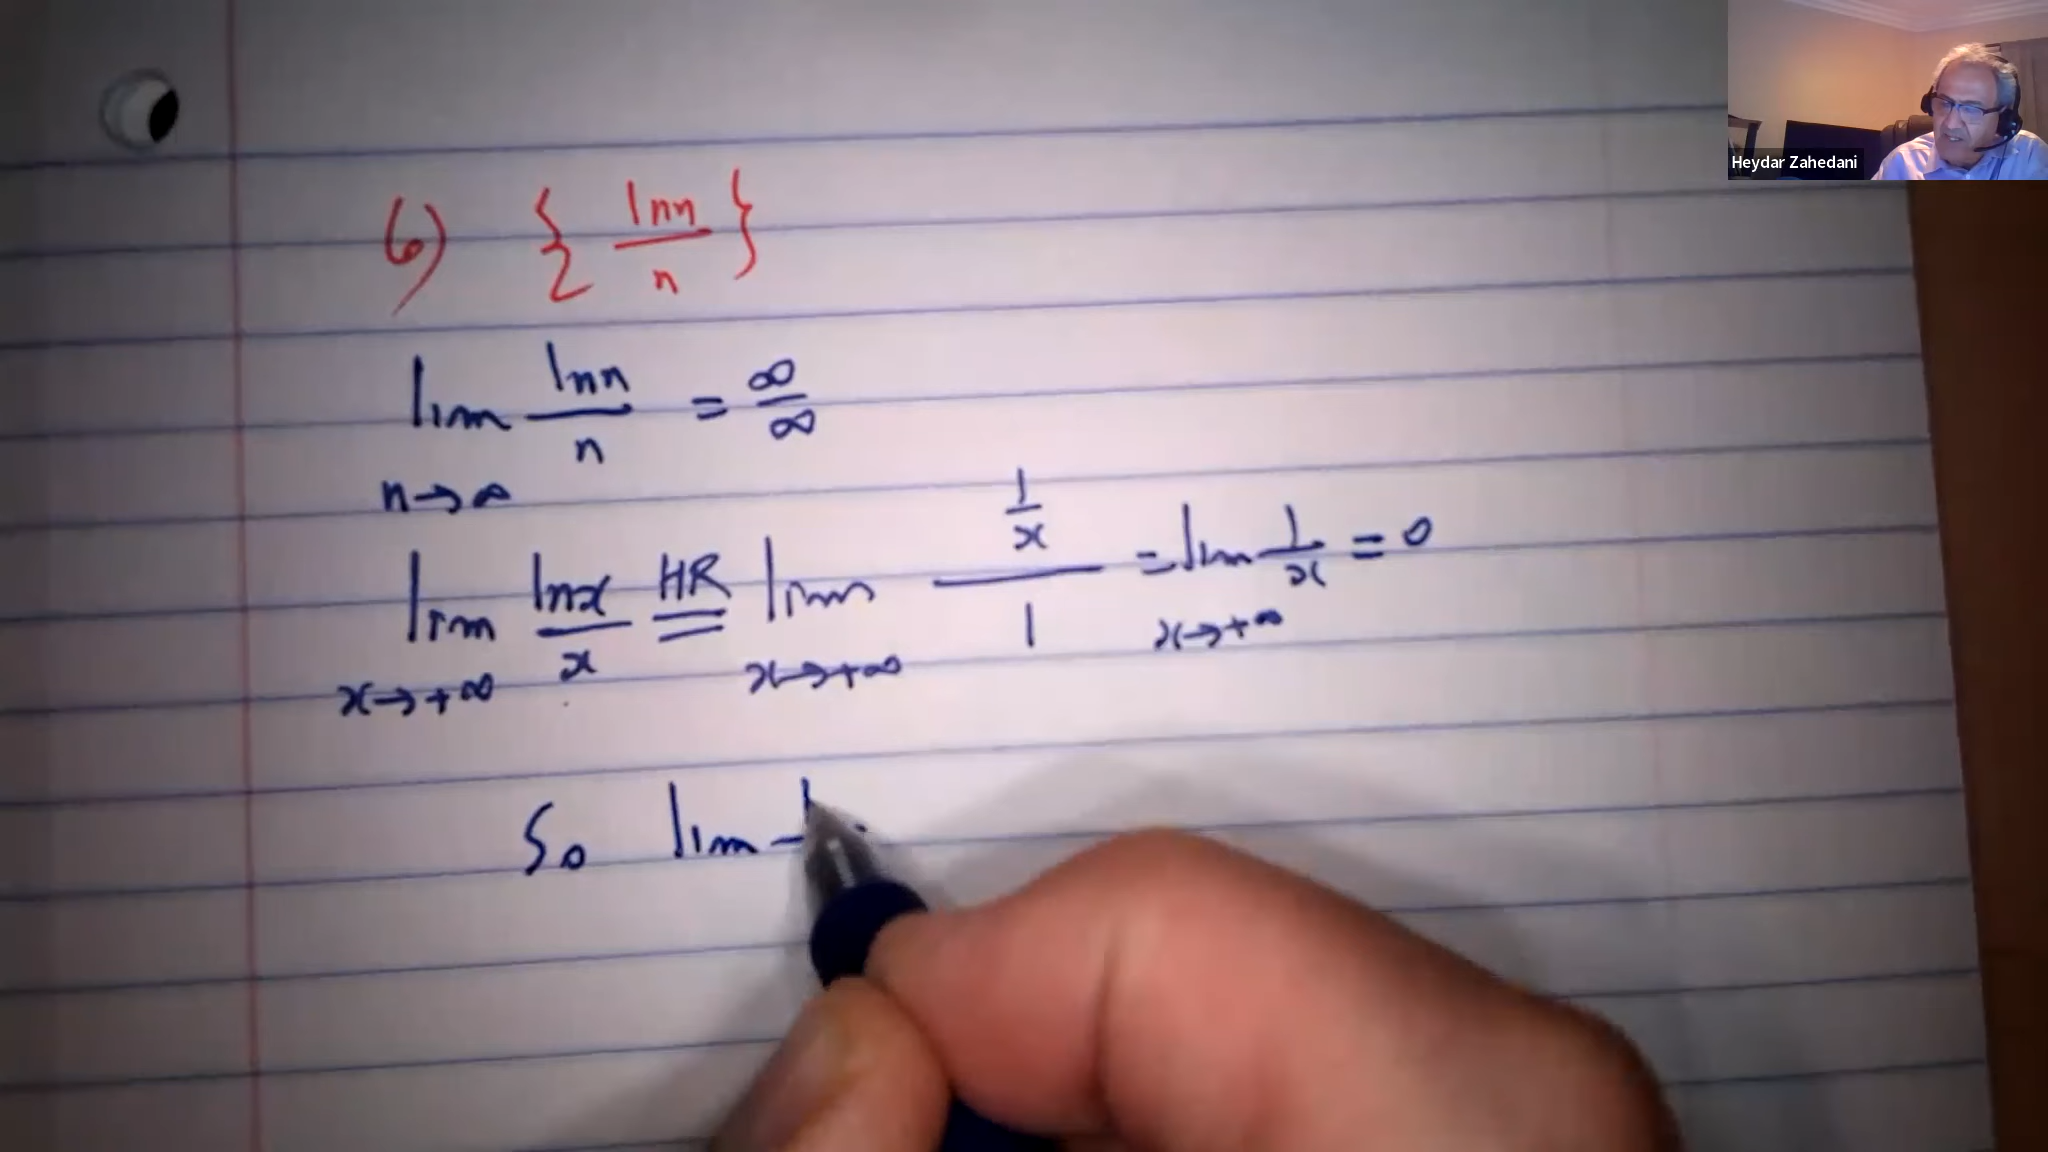 Heydar Zahedani
6) { ln n / n }
lim n→∞ ln n / n = ∞/∞
lim x→+∞ ln x / x HR= lim x→+∞ (1/x) / 1 = lim x→+∞ 1/x = 0
So lim